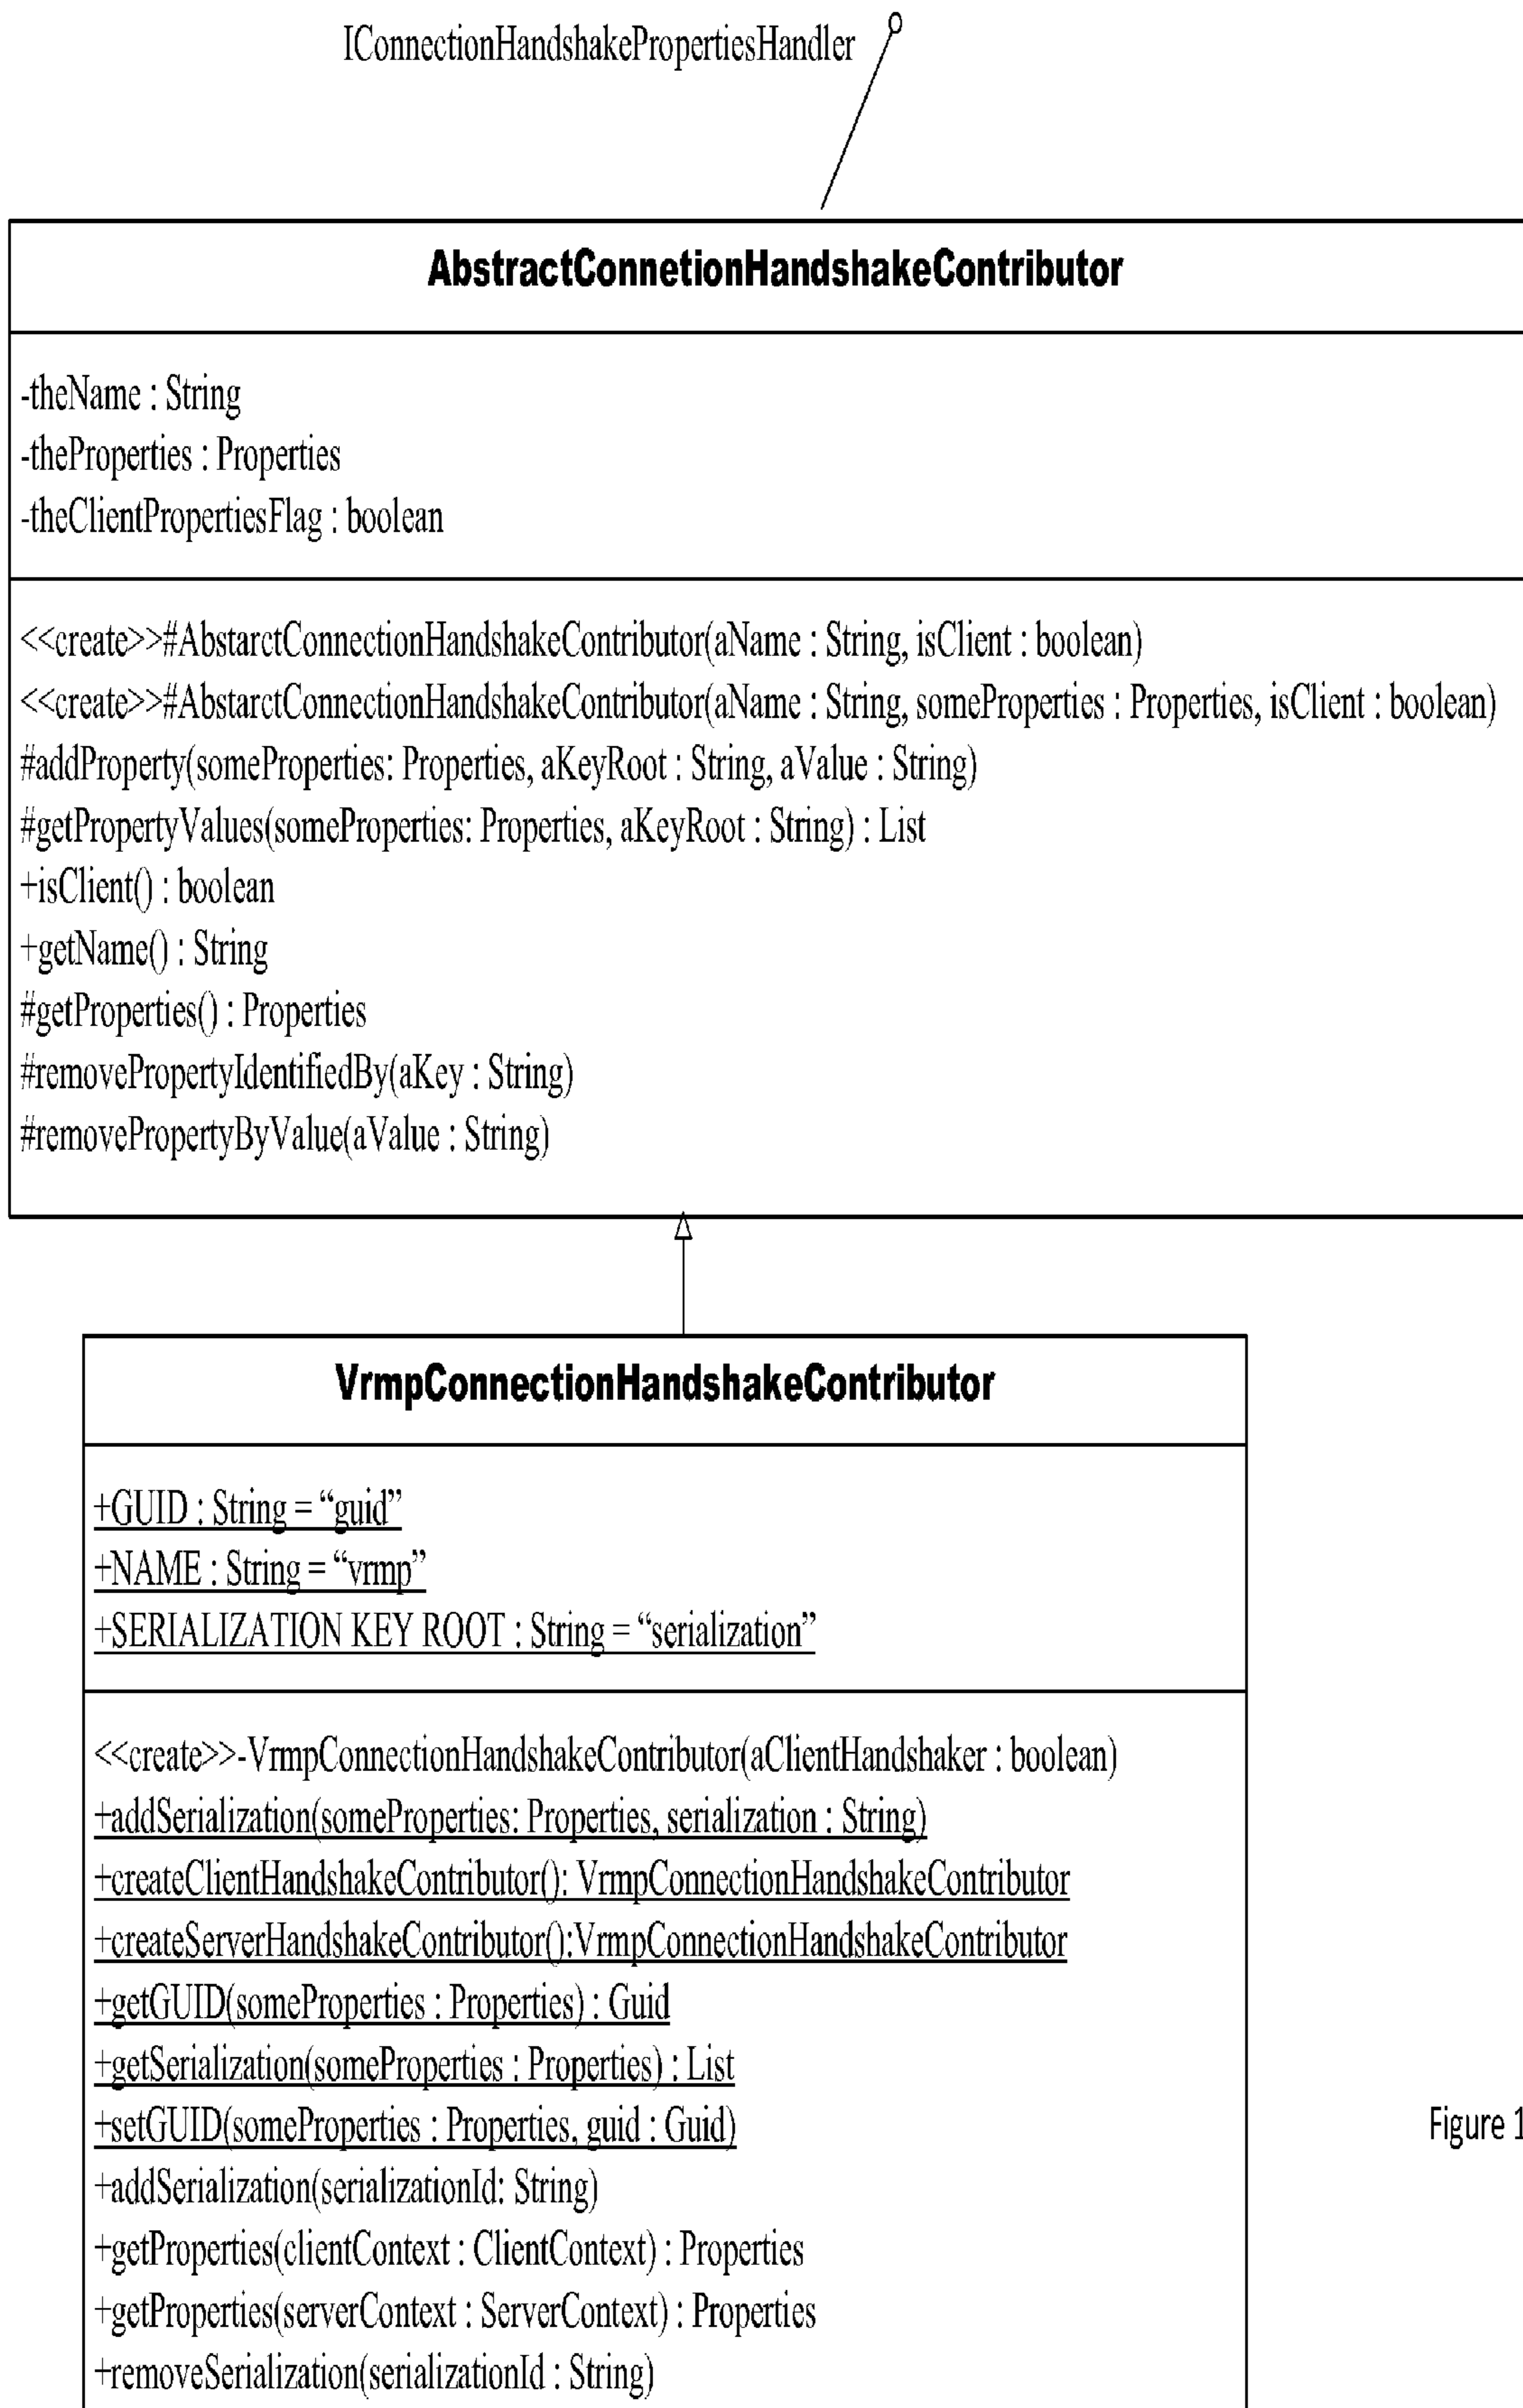 IConnectionHandshakePropertiesHandler
AbstractConnetionHandshakeContributor
-theName : String
-theProperties : Properties
-theClientPropertiesFlag : boolean
<<create>>#AbstarctConnectionHandshakeContributor(aName : String, isClient : boolean)
<<create>>#AbstarctConnectionHandshakeContributor(aName : String, someProperties : Properties, isClient : boolean)
#addProperty(someProperties: Properties, aKeyRoot : String, aValue : String)
#getPropertyValues(someProperties: Properties, aKeyRoot : String) : List
+isClient() : boolean
+getName() : String
#getProperties() : Properties
#removePropertyIdentifiedBy(aKey : String)
#removePropertyByValue(aValue : String)
VrmpConnectionHandshakeContributor
+GUID : String = “guid”
+NAME : String = “vrmp”
+SERIALIZATION KEY ROOT : String = “serialization”
<<create>>-VrmpConnectionHandshakeContributor(aClientHandshaker : boolean)
+addSerialization(someProperties: Properties, serialization : String)
+createClientHandshakeContributor(): VrmpConnectionHandshakeContributor
+createServerHandshakeContributor():VrmpConnectionHandshakeContributor
+getGUID(someProperties : Properties) : Guid
+getSerialization(someProperties : Properties) : List
+setGUID(someProperties : Properties, guid : Guid)
+addSerialization(serializationId: String)
+getProperties(clientContext : ClientContext) : Properties
+getProperties(serverContext : ServerContext) : Properties
+removeSerialization(serializationId : String)
Figure 1